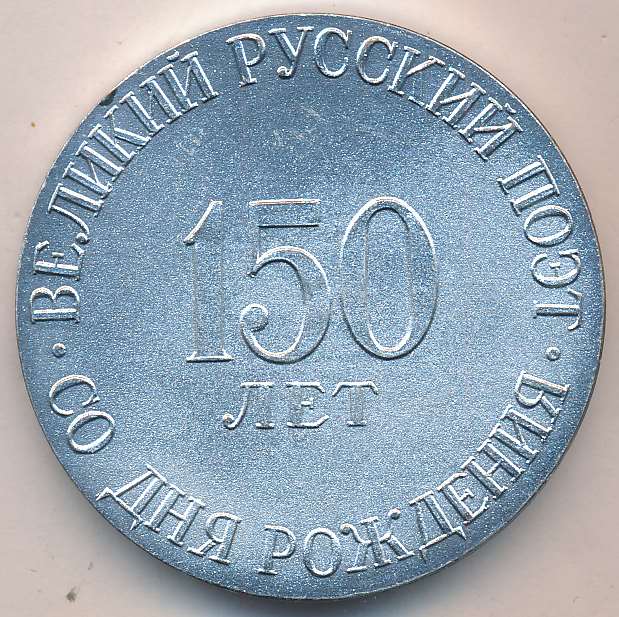 ВЕЛИКИЙ РУССКИЙ ПОЭТ
150
ЛЕТ
СО ДНЯ РОЖДЕНИЯ